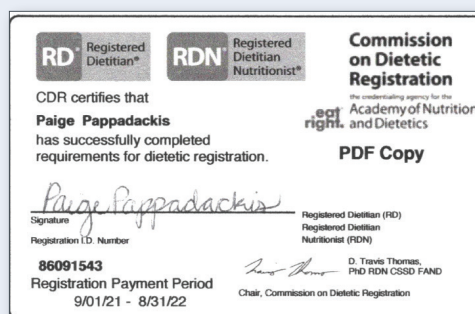 RD® Registered Dietitian®
RDN® Registered Dietitian Nutritionist®
Commission
on Dietetic
Registration
the credentialing agency for the
eat right. Academy of Nutrition
and Dietetics
PDF Copy
CDR certifies that
Paige Pappadackis
has successfully completed
requirements for dietetic registration.
Paige Pappadackis
Signature
Registration I.D. Number
86091543
Registration Payment Period
9/01/21 - 8/31/22
Registered Dietitian (RD)
Registered Dietitian
Nutritionist (RDN)
D. Travis Thomas,
PhD RDN CSSD FAND
Chair, Commission on Dietetic Registration